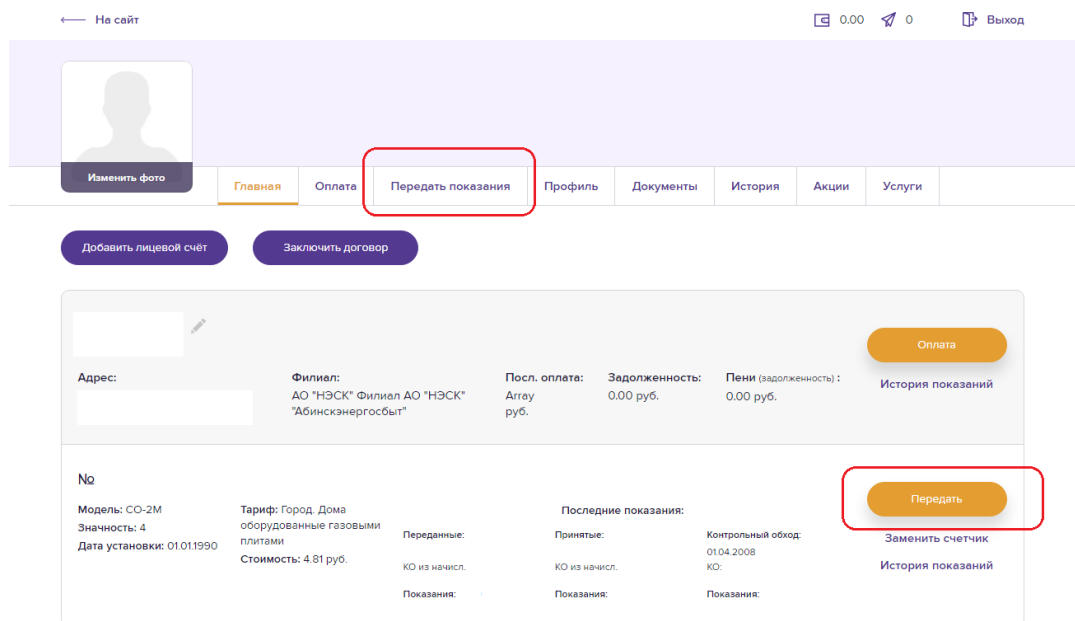 На сайт
0.00 0 Выход
Изменить фото
Главная Оплата Передать показания Профиль Документы История Акции Услуги
Добавить лицевой счёт Заключить договор
Оплата
История показаний
Адрес: Филиал: Посл. оплата: Задолженность: Пени (задолженность) :
АО "НЭСК" Филиал АО "НЭСК" Array 0.00 руб. 0.00 руб.
"Абинскэнергосбыт" руб.
№
Передать
Модель: СО-2М Тариф: Город. Дома Последние показания:
Значность: 4 оборудованные газовыми
Дата установки: 01.01.1990 плитами
Переданные: Принятые: Контрольный обход:
Заменить счетчик
Стоимость: 4.81 руб. 01.04.2008
КО из начисл. КО из начисл. КО:
История показаний
Показания: Показания: Показания: